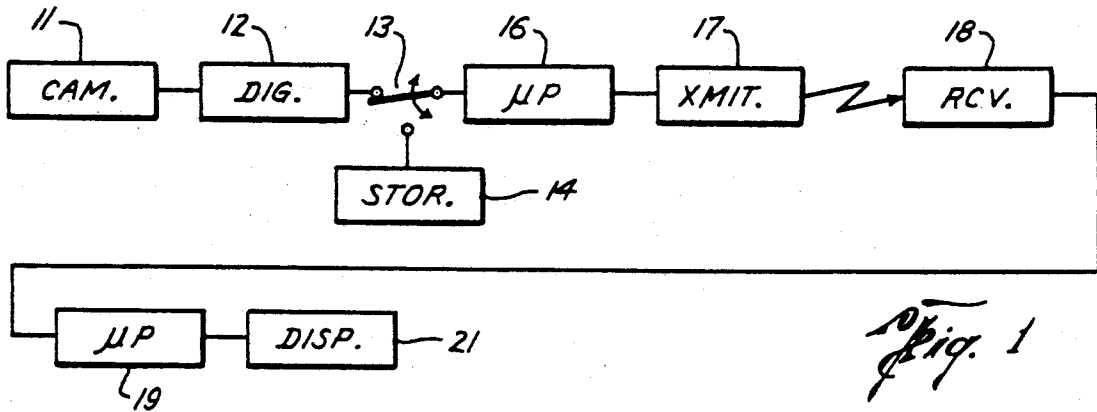 11 12 13 16 17 18
CAM. DIG. µP XMIT. RCV.
STOR. 14
µP DISP. 21
19
Fig. 1